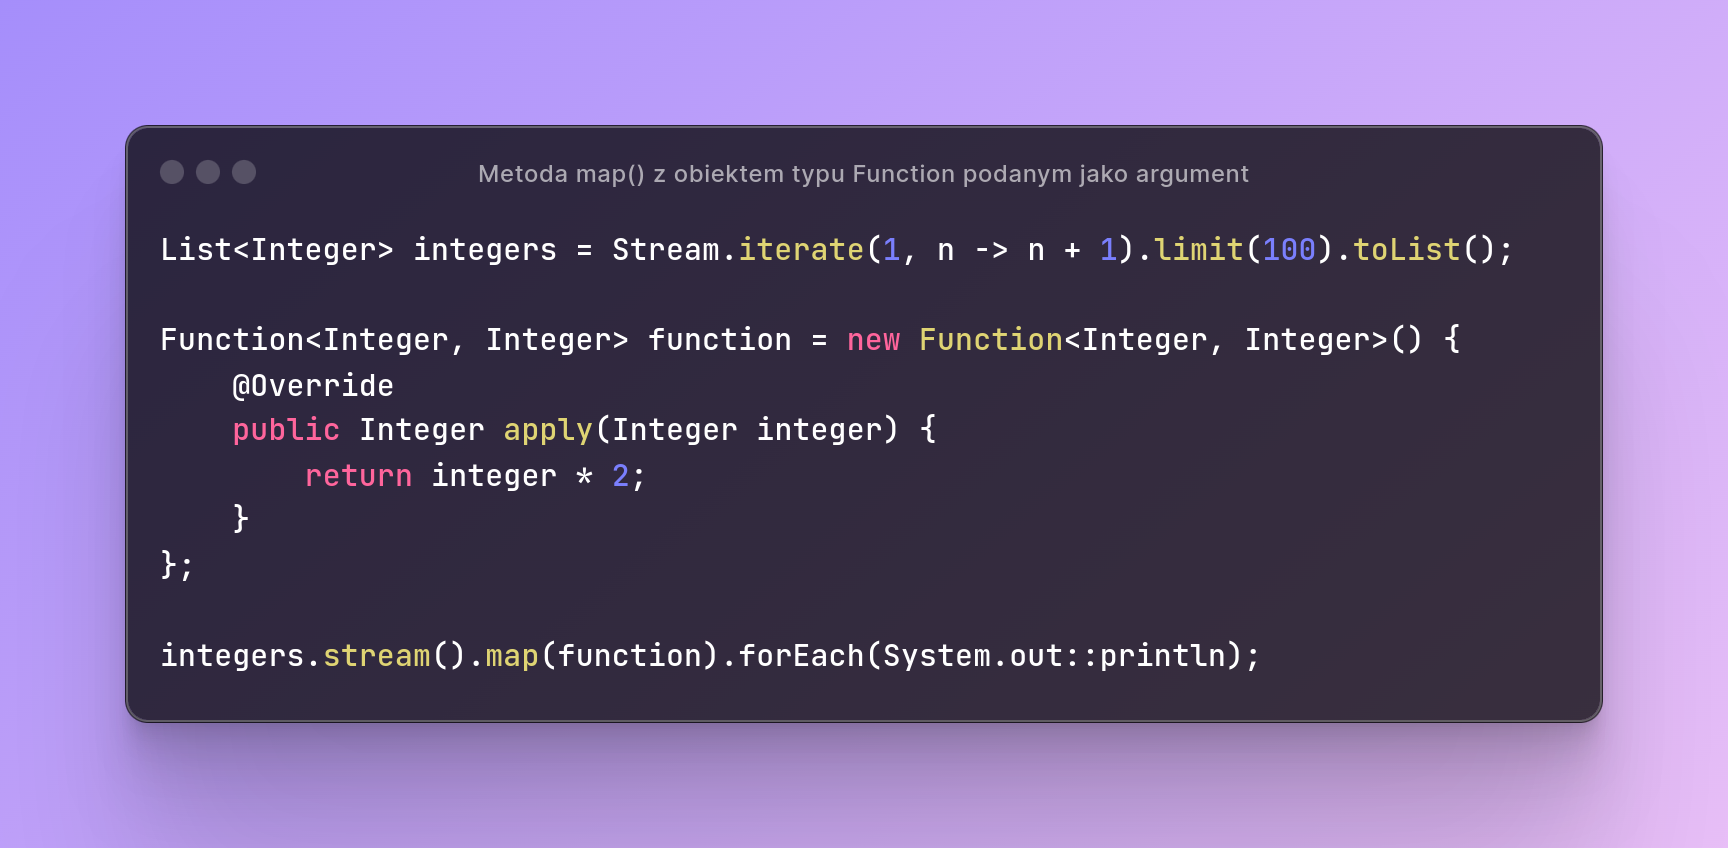 Metoda map() z obiektem typu Function podanym jako argument
List<Integer> integers = Stream.iterate(1, n -> n + 1).limit(100).toList();
Function<Integer, Integer> function = new Function<Integer, Integer>() {
    @Override
    public Integer apply(Integer integer) {
        return integer * 2;
    }
};
integers.stream().map(function).forEach(System.out::println);